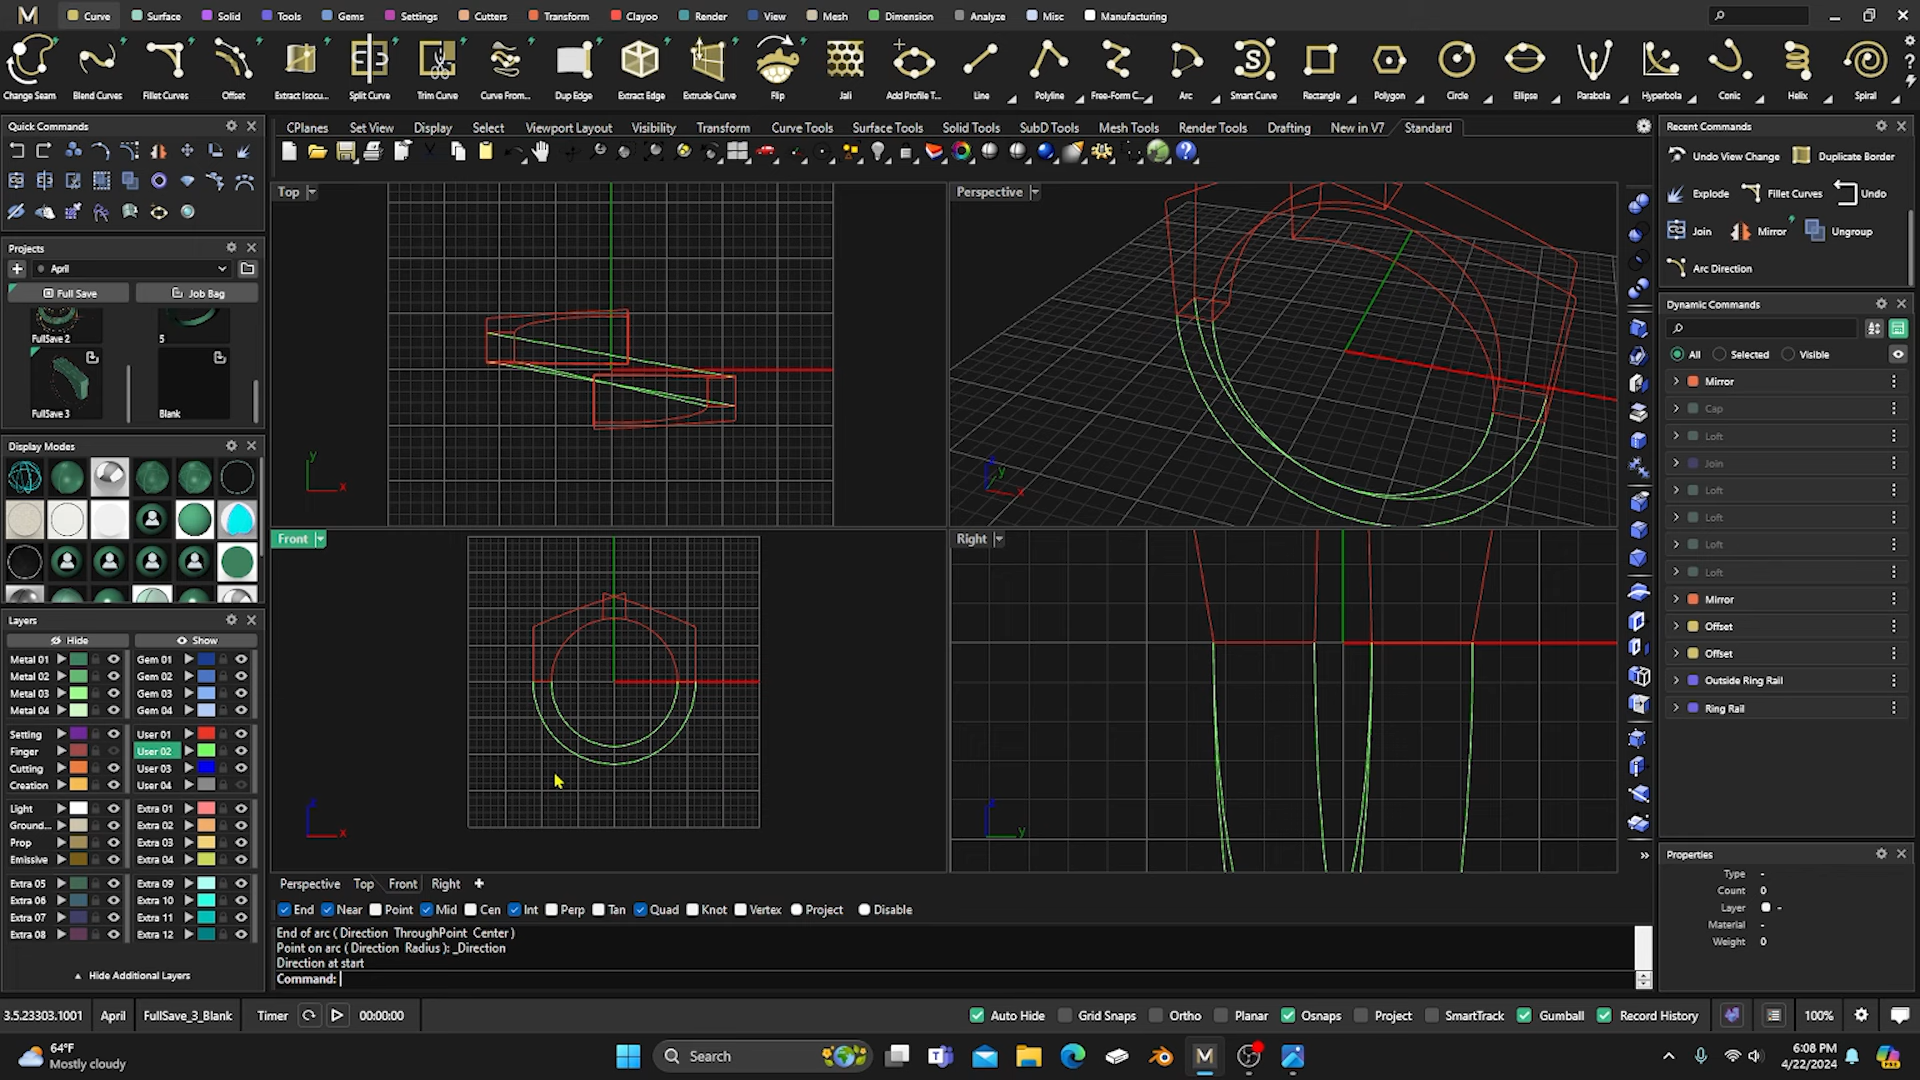 Curve Surface Solid Tools Gems Settings Cutters Transform Clayoo Render View Mesh Dimension Analyze Misc Manufacturing
Change Seam Blend Curves Fillet Curves Offset Extract Isocu... Split Curve Trim Curve Curve From... Dup Edge Extract Edge Extrude Curve Flip Jali Add Profile T... Line Polyline Free-Form C... Arc Smart Curve Rectangle Polygon Circle Ellipse Parabola Hyperbola Conic Helix Spiral
Quick Commands
CPlanes Set View Display Select Viewport Layout Visibility Transform Curve Tools Surface Tools Solid Tools SubD Tools Mesh Tools Render Tools Drafting New in V7 Standard
Recent Commands
Undo View Change Duplicate Border
Explode Fillet Curves Undo
Join Mirror Ungroup
Arc Direction
Projects
April
Full Save Job Bag
FullSave 2 5
FullSave 3 Blank
Display Modes
Layers
Hide Show
Metal 01 Gem 01
Metal 02 Gem 02
Metal 03 Gem 03
Metal 04 Gem 04
Setting User 01
Finger User 02
Cutting User 03
Creation User 04
Light Extra 01
Ground... Extra 02
Prop Extra 03
Emissive Extra 04
Extra 05 Extra 09
Extra 06 Extra 10
Extra 07 Extra 11
Extra 08 Extra 12
Hide Additional Layers
Top
y
x
Perspective
y
x
Front
x
Right
y
Dynamic Commands
All Selected Visible
Mirror
Cap
Loft
Join
Loft
Loft
Loft
Loft
Mirror
Offset
Offset
Outside Ring Rail
Ring Rail
Properties
Type -
Count 0
Layer -
Material -
Weight 0
Perspective Top Front Right
End Near Point Mid Cen Int Perp Tan Quad Knot Vertex Project Disable
End of arc ( Direction ThroughPoint Center )
Point on arc ( Direction Radius ): _Direction
Direction at start
Command:
3.5.23303.1001 April FullSave_3_Blank Timer 00:00:00 Auto Hide Grid Snaps Ortho Planar Osnaps Project SmartTrack Gumball Record History 100%
64°F
Mostly cloudy
Search
6:08 PM
4/22/2024